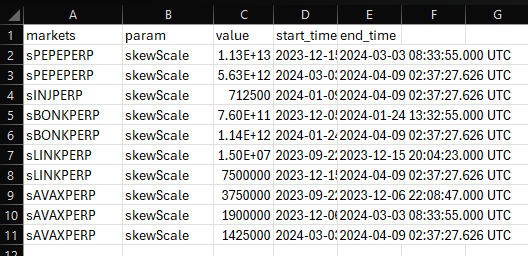 A B C D E F G
1 markets param value start_time end_time
2 sPEPEPERP skewScale 1.13E+13 2023-12-15 2024-03-03 08:33:55.000 UTC
3 sPEPEPERP skewScale 5.63E+12 2024-03-0 2024-04-09 02:37:27.626 UTC
4 sINJPERP skewScale 712500 2024-01-09 2024-04-09 02:37:27.626 UTC
5 sBONKPERP skewScale 7.60E+11 2023-12-05 2024-01-24 13:32:55.000 UTC
6 sBONKPERP skewScale 1.14E+12 2024-01-24 2024-04-09 02:37:27.626 UTC
7 sLINKPERP skewScale 1.50E+07 2023-09-22 2023-12-15 20:04:23.000 UTC
8 sLINKPERP skewScale 7500000 2023-12-15 2024-04-09 02:37:27.626 UTC
9 sAVAXPERP skewScale 3750000 2023-09-22 2023-12-06 22:08:47.000 UTC
10 sAVAXPERP skewScale 1900000 2023-12-06 2024-03-03 08:33:55.000 UTC
11 sAVAXPERP skewScale 1425000 2024-03-0 2024-04-09 02:37:27.626 UTC